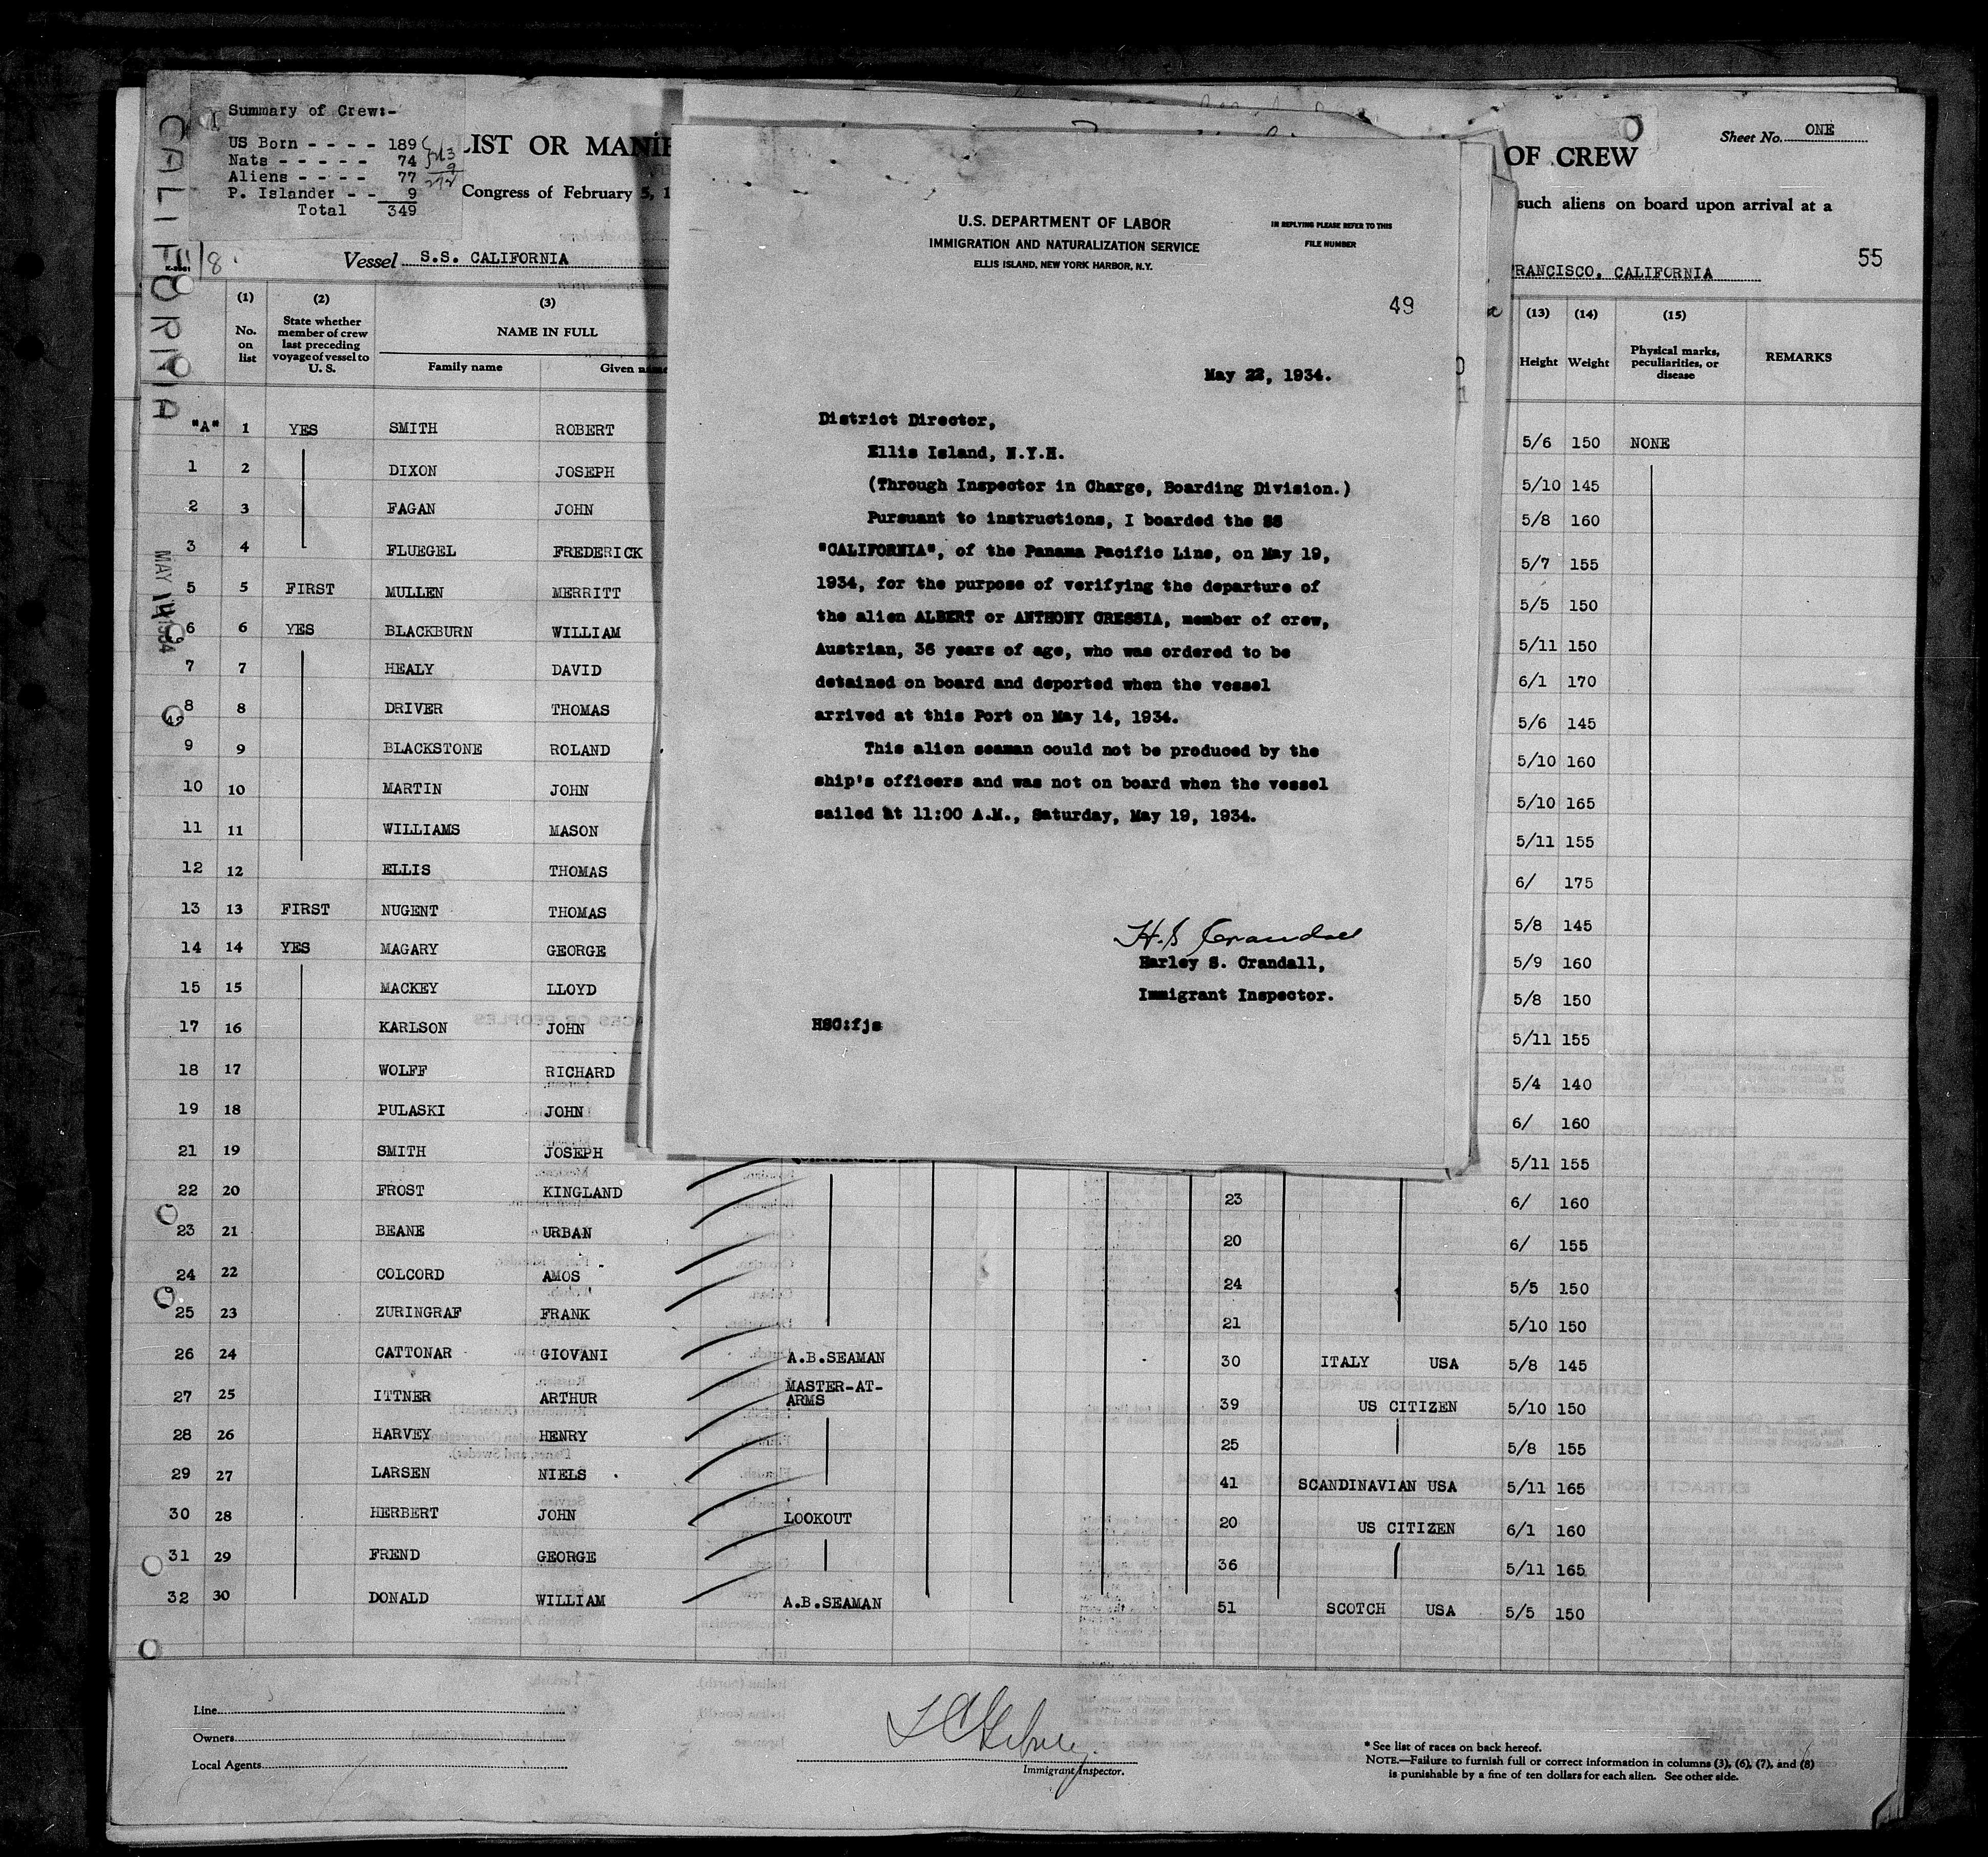 CALIFORNIA
Summary of Crew:-
US Born - - - - 189
Nats - - - - - 74
Aliens - - - - 77
P. Islander - - 9
Total 349
LIST OR MANIF
OF CREW
Sheet No. ONE
Congress of February 5, 1
such aliens on board upon arrival at a
Vessel S.S. CALIFORNIA
FRANCISCO, CALIFORNIA
55
MAY 14 1934
(1) (2) (3)
No. on list
State whether member of crew last preceding voyage of vessel to U. S.
NAME IN FULL
Family name Given name
(13) (14) (15)
Height Weight Physical marks, peculiarities, or disease REMARKS
"A" 1 YES SMITH ROBERT 5/6 150 NONE
1 2 DIXON JOSEPH 5/10 145
2 3 FAGAN JOHN 5/8 160
3 4 FLUEGEL FREDERICK 5/7 155
5 5 FIRST MULLEN MERRITT 5/5 150
6 6 YES BLACKBURN WILLIAM 5/11 150
7 7 HEALY DAVID 6/1 170
8 8 DRIVER THOMAS 5/6 145
9 9 BLACKSTONE ROLAND 5/10 160
10 10 MARTIN JOHN 5/10 165
11 11 WILLIAMS MASON 5/11 155
12 12 ELLIS THOMAS 6/ 175
13 13 FIRST NUGENT THOMAS 5/8 145
14 14 YES MAGARY GEORGE 5/9 160
15 15 MACKEY LLOYD 5/8 150
17 16 KARLSON JOHN 5/11 155
18 17 WOLFF RICHARD 5/4 140
19 18 PULASKI JOHN 6/ 160
21 19 SMITH JOSEPH 5/11 155
22 20 FROST KINGLAND 23 6/ 160
23 21 BEANE URBAN 20 6/ 155
24 22 COLCORD AMOS 24 5/5 150
25 23 ZURINGRAF FRANK 21 5/10 150
26 24 CATTONAR GIOVANI A.B.SEAMAN 30 ITALY USA 5/8 145
27 25 ITTNER ARTHUR MASTER-AT-ARMS 39 US CITIZEN 5/10 150
28 26 HARVEY HENRY 25 5/8 155
29 27 LARSEN NIELS 41 SCANDINAVIAN USA 5/11 165
30 28 HERBERT JOHN LOOKOUT 20 US CITIZEN 6/1 160
31 29 FREND GEORGE 36 5/11 165
32 30 DONALD WILLIAM A.B.SEAMAN 51 SCOTCH USA 5/5 150
U.S. DEPARTMENT OF LABOR
IMMIGRATION AND NATURALIZATION SERVICE
ELLIS ISLAND, NEW YORK HARBOR, N.Y.
IN REPLYING PLEASE REFER TO THIS
FILE NUMBER
49
May 22, 1934.
District Director,
Ellis Island, N.Y.H.
(Through Inspector in Charge, Boarding Division.)
Pursuant to instructions, I boarded the SS
"CALIFORNIA", of the Panama Pacific Line, on May 19,
1934, for the purpose of verifying the departure of
the alien ALBERT or ANTHONY GRESSIA, member of crew,
Austrian, 36 years of age, who was ordered to be
detained on board and deported when the vessel
arrived at this Port on May 14, 1934.
This alien seaman could not be produced by the
ship's officers and was not on board when the vessel
sailed at 11:00 A.M., Saturday, May 19, 1934.
H.S Crandall
Harley S. Crandall,
Immigrant Inspector.
HSC:fjs
Line
Owners
Local Agents
Immigrant Inspector.
* See list of races on back hereof.
NOTE.—Failure to furnish full or correct information in columns (3), (6), (7), and (8)
is punishable by a fine of ten dollars for each alien. See other side.